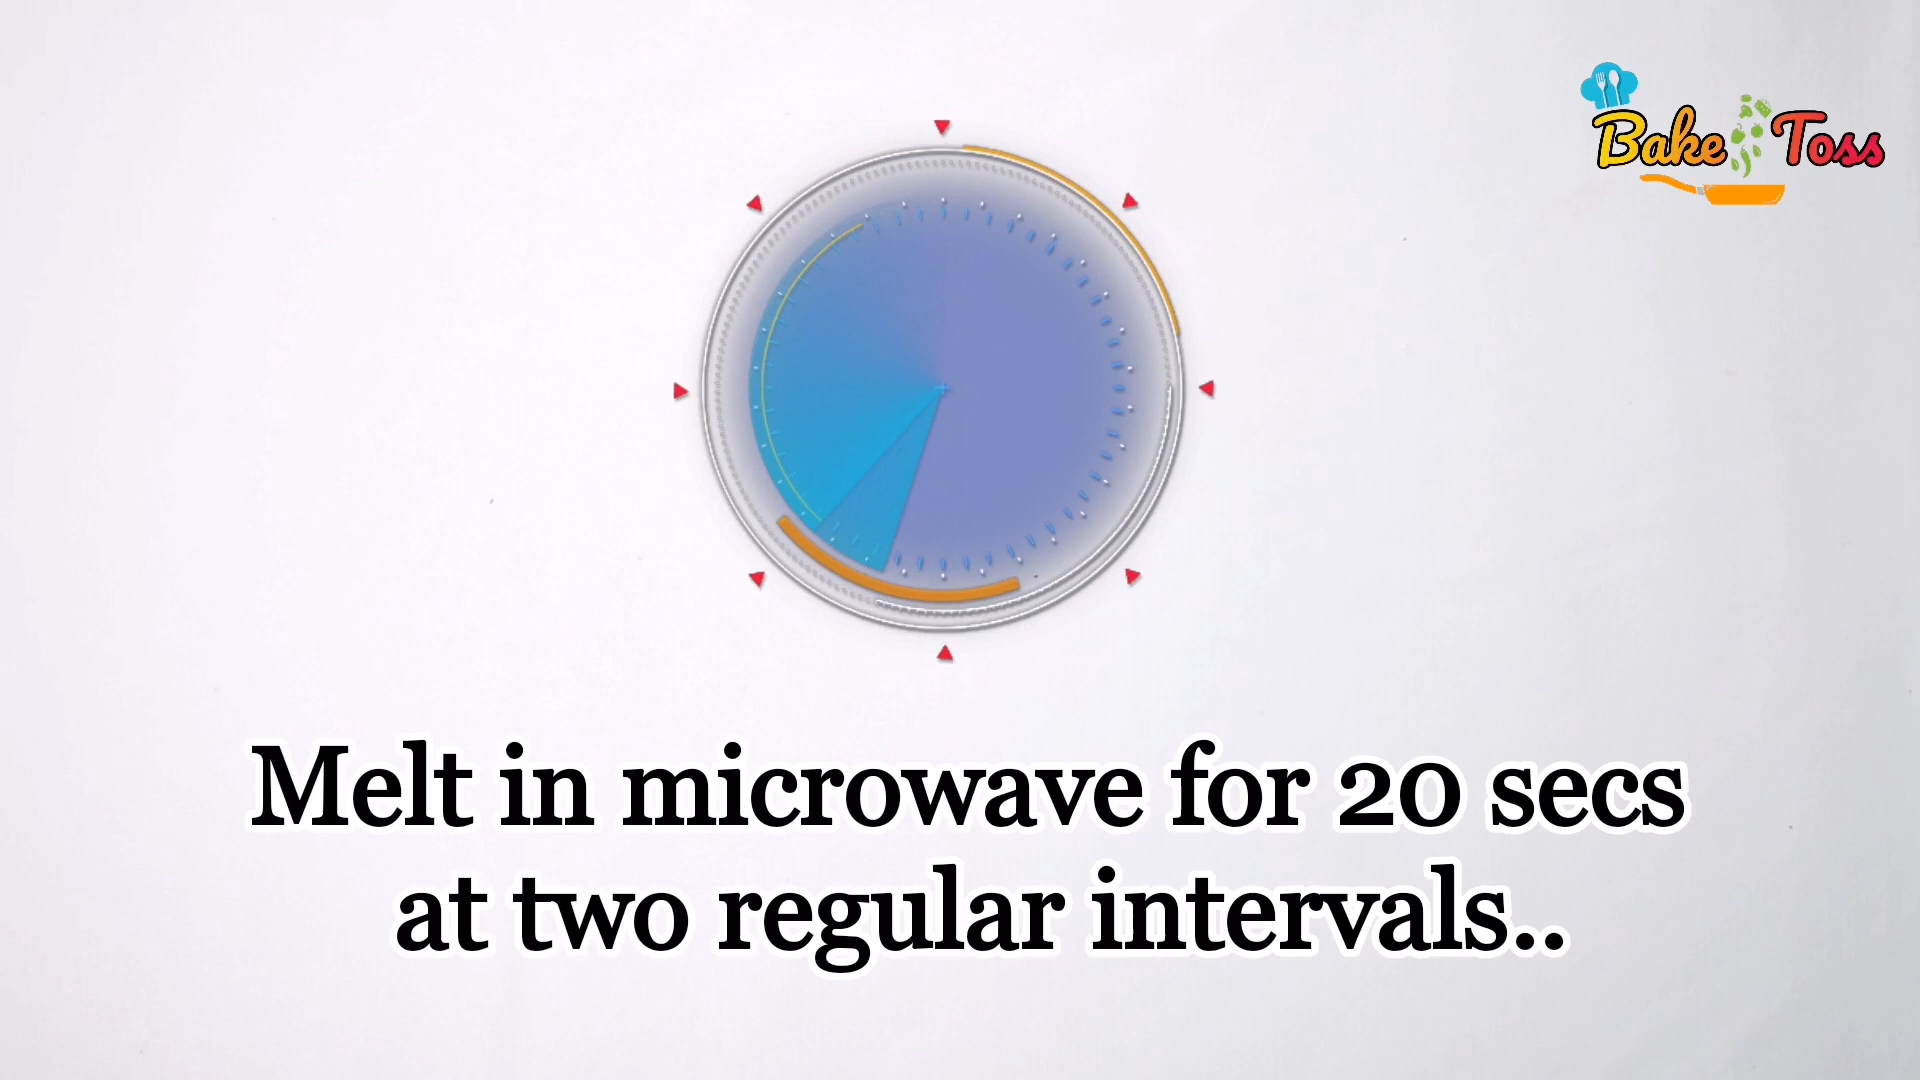 Bake Toss
Melt in microwave for 20 secs
at two regular intervals..